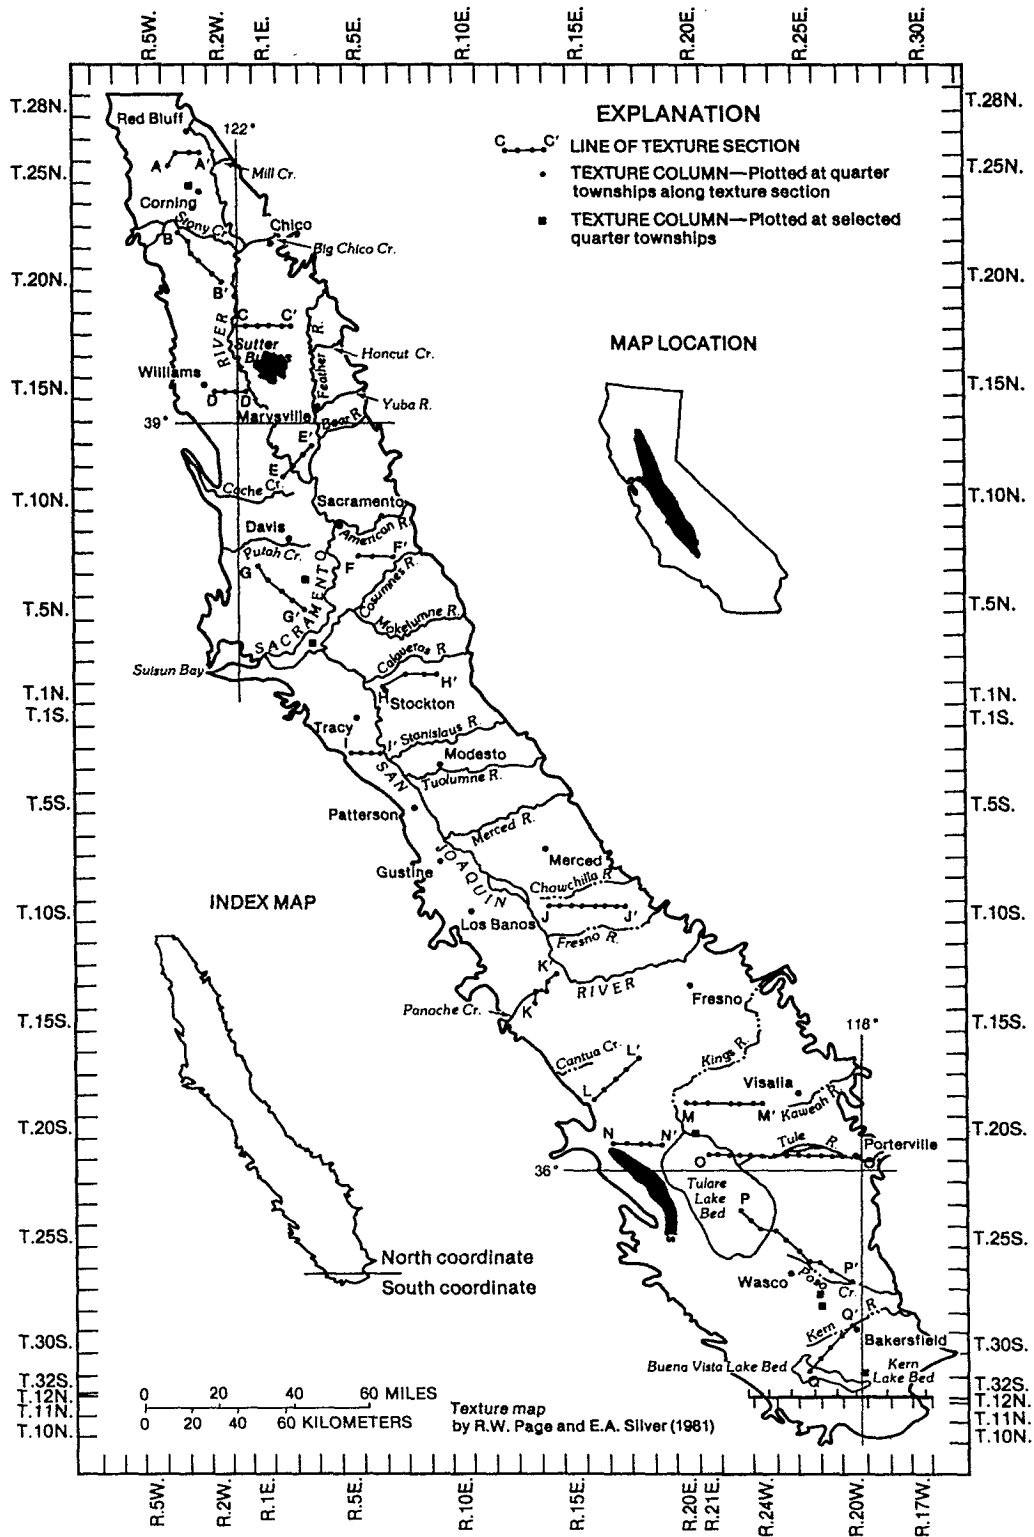 R.5W. R.2W. R.1E. R.5E. R.10E. R.15E. R.20E. R.25E. R.30E.
T.28N. T.28N.
EXPLANATION
C C' LINE OF TEXTURE SECTION
TEXTURE COLUMN—Plotted at quarter
townships along texture section
TEXTURE COLUMN—Plotted at selected
quarter townships
Red Bluff
122°
A A'
Mill Cr.
T.25N. T.25N.
Corning
Stony Cr.
Chico
B
Big Chico Cr.
T.20N. T.20N.
B'
C C'
RIVER
Feather R.
Sutter
Buttes
Honcut Cr.
MAP LOCATION
Williams
T.15N. T.15N.
D D'
Yuba R.
Marysville
Bear R.
39°
E'
E
Cache Cr.
T.10N. T.10N.
Sacramento
American R.
Davis
Putah Cr.
F F'
G
Cosumnes R.
T.5N. T.5N.
G'
SACRAMENTO
Mokelumne R.
Calaveras R
Suisun Bay
H H'
T.1N. T.1N.
Stockton
T.1S. T.1S.
Tracy
I I'
Stanislaus R.
Modesto
SAN
Tuolumne R.
T.5S. T.5S.
Patterson
Merced R.
JOAQUIN
Merced
Gustine
Chowchilla R
INDEX MAP
T.10S. T.10S.
J J'
Los Banos
Fresno R.
K'
RIVER
Fresno
Panoche Cr.
K
T.15S. T.15S.
118°
Cantua Cr.
L'
Kings R.
L
Visalia
M M'
Kaweah R.
T.20S. T.20S.
N N'
Tule R.
Porterville
O O'
36°
Tulare
Lake
Bed
P
T.25S. T.25S.
North coordinate
South coordinate
P'
Wasco
Poso
Cr.
Q'
Kern R
T.30S. T.30S.
Bakersfield
Buena Vista Lake Bed
Kern
Lake Bed
Q
T.32S. T.32S.
T.12N. T.12N.
T.11N. T.11N.
T.10N. T.10N.
0 20 40 60 MILES
0 20 40 60 KILOMETERS
Texture map
by R.W. Page and E.A. Silver (1981)
R.5W. R.2W. R.1E. R.5E. R.10E. R.15E. R.20E. R.21E. R.24W. R.20W. R.17W.